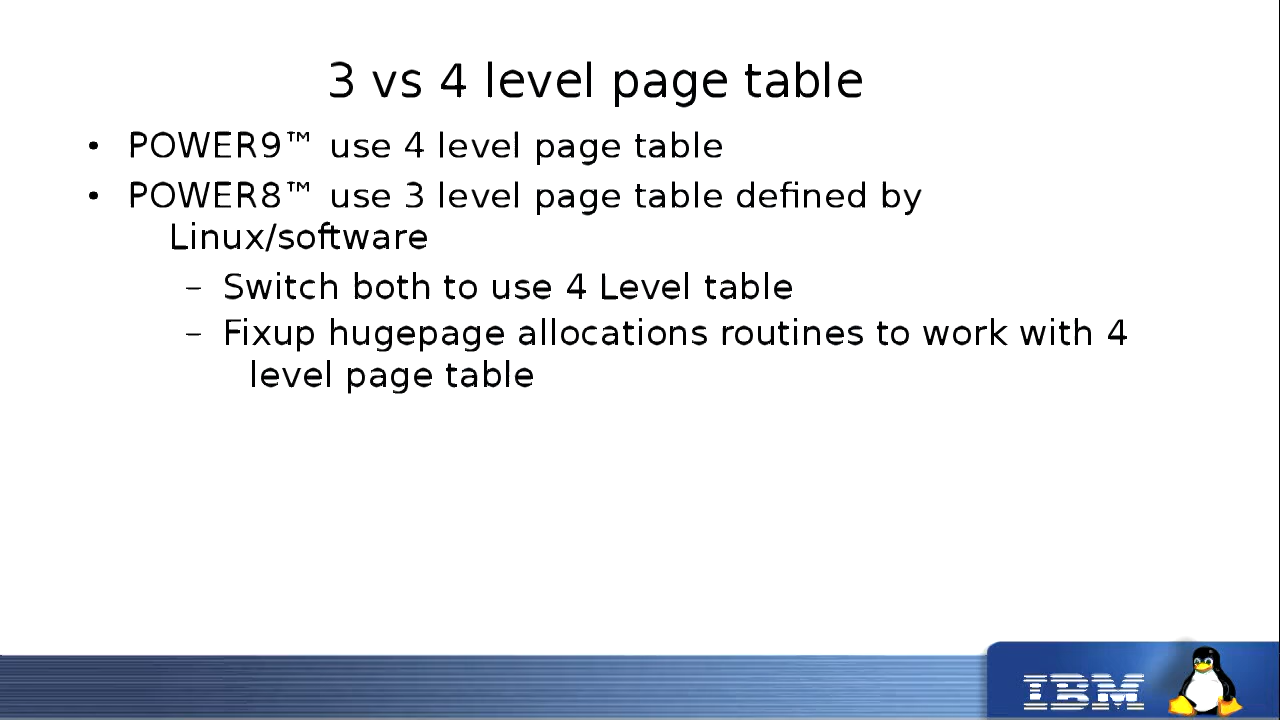 3 vs 4 level page table
• POWER9™ use 4 level page table
• POWER8™ use 3 level page table defined by
Linux/software
– Switch both to use 4 Level table
– Fixup hugepage allocations routines to work with 4
level page table
IBM